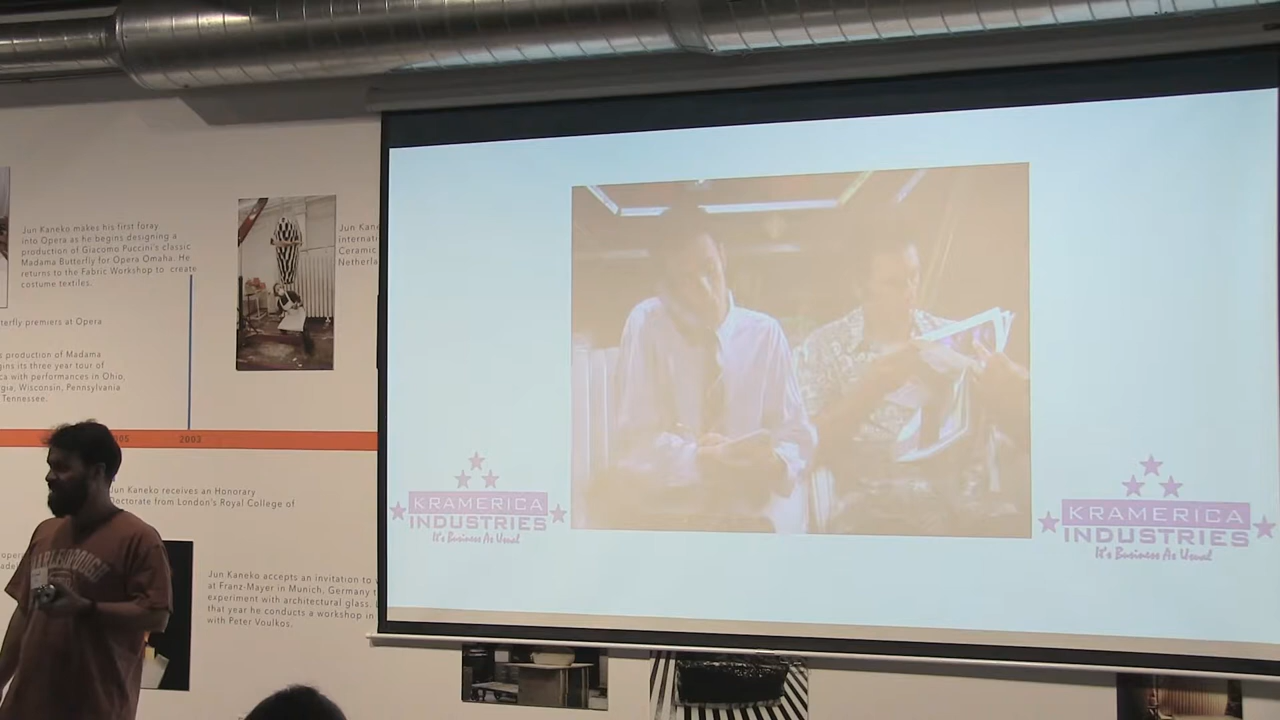 Jun Kaneko makes his first foray
into Opera as he begins designing a
production of Giacomo Puccini's classic
Madama Butterfly for Opera Omaha. He
returns to the Fabric Workshop to create
costume textiles.
Jun Kan
internati
Ceramic
Netherla
terfly premiers at Opera
s production of Madama
gins its three year tour of
ca with performances in Ohio,
gia, Wisconsin, Pennsylvania
Tennessee.
2003
Jun Kaneko receives an Honorary
Doctorate from London's Royal College of
Jun Kaneko accepts an invitation to
at Franz-Mayer in Munich, Germany
experiment with architectural glass.
that year he conducts a workshop in
with Peter Voulkos.
KRAMERICA
INDUSTRIES
It's Business As Usual
KRAMERICA
INDUSTRIES
It's Business As Usual